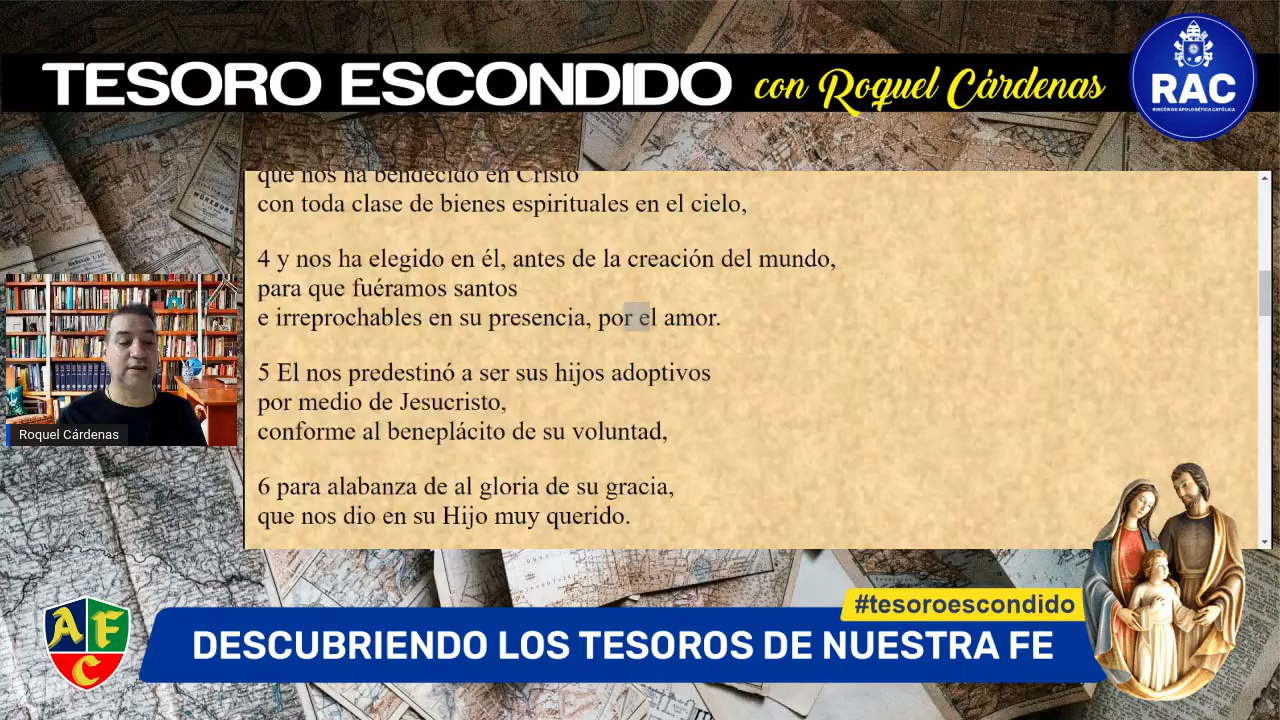 TESORO ESCONDIDO con Roquel Cárdenas
RAC
RINCÓN DE APOLOGÉTICA CATÓLICA
que nos ha bendecido en Cristo
con toda clase de bienes espirituales en el cielo,
4 y nos ha elegido en él, antes de la creación del mundo,
para que fuéramos santos
e irreprochables en su presencia, por el amor.
5 El nos predestinó a ser sus hijos adoptivos
por medio de Jesucristo,
conforme al beneplácito de su voluntad,
6 para alabanza de al gloria de su gracia,
que nos dio en su Hijo muy querido.
Roquel Cárdenas
#tesoroescondido
DESCUBRIENDO LOS TESOROS DE NUESTRA FE
AFC